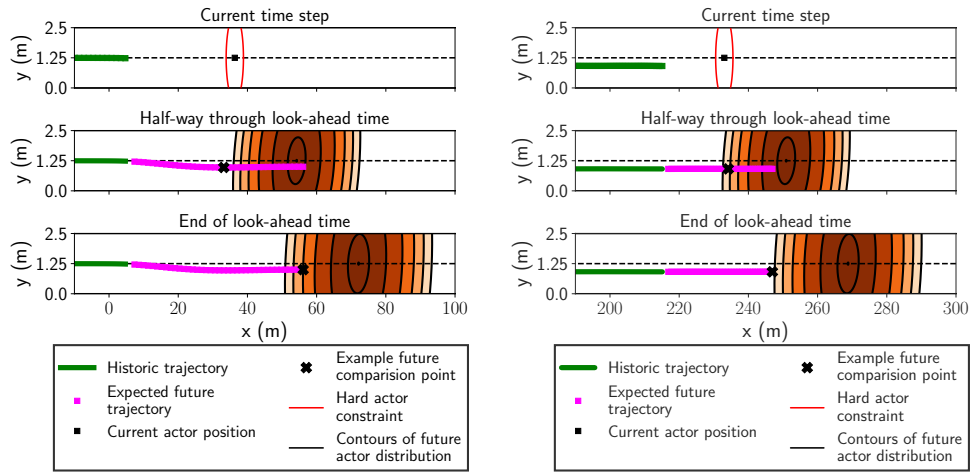 Current time step
2.5
1.25
0.0
y (m)
Half-way through look-ahead time
2.5
1.25
0.0
y (m)
End of look-ahead time
2.5
1.25
0.0
y (m)
0 20 40 60 80 100
x (m)
Historic trajectory
Expected future
trajectory
Current actor position
Example future
comparision point
Hard actor
constraint
Contours of future
actor distribution
Current time step
2.5
1.25
0.0
y (m)
Half-way through look-ahead time
2.5
1.25
0.0
y (m)
End of look-ahead time
2.5
1.25
0.0
y (m)
200 220 240 260 280 300
x (m)
Historic trajectory
Expected future
trajectory
Current actor position
Example future
comparision point
Hard actor
constraint
Contours of future
actor distribution